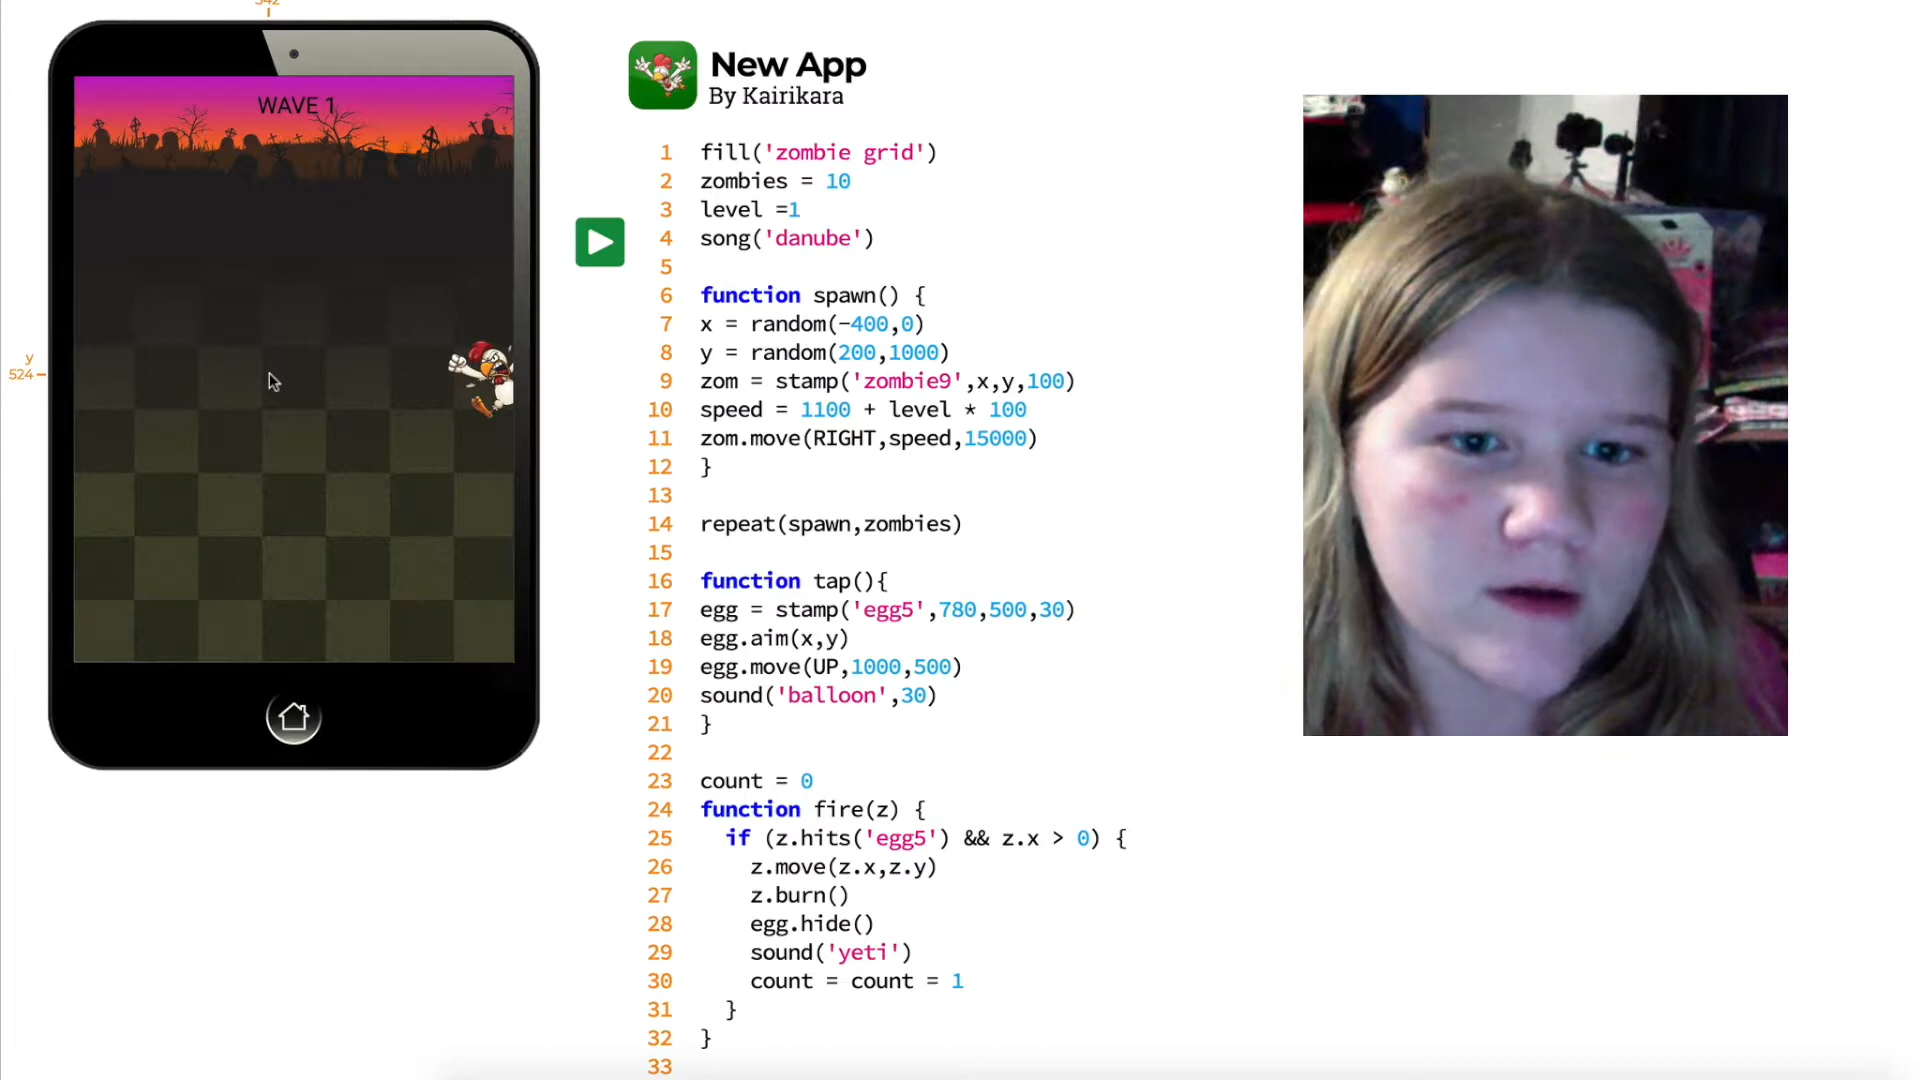 542
WAVE 1
y
524
New App
By Kairikara
1 fill('zombie grid')
2 zombies = 10
3 level =1
4 song('danube')
5
6 function spawn() {
7 x = random(-400,0)
8 y = random(200,1000)
9 zom = stamp('zombie9',x,y,100)
10 speed = 1100 + level * 100
11 zom.move(RIGHT,speed,15000)
12 }
13
14 repeat(spawn,zombies)
15
16 function tap(){
17 egg = stamp('egg5',780,500,30)
18 egg.aim(x,y)
19 egg.move(UP,1000,500)
20 sound('balloon',30)
21 }
22
23 count = 0
24 function fire(z) {
25 if (z.hits('egg5') && z.x > 0) {
26 z.move(z.x,z.y)
27 z.burn()
28 egg.hide()
29 sound('yeti')
30 count = count = 1
31 }
32 }
33